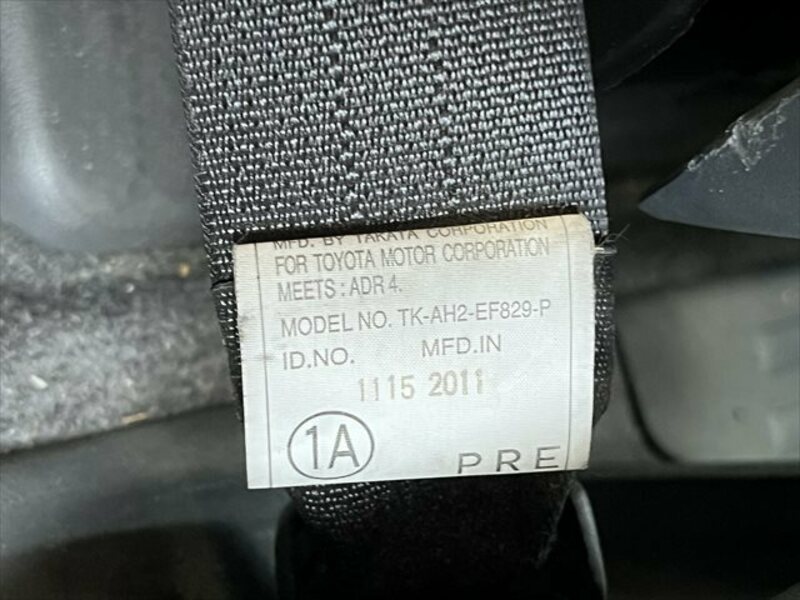 MFD. BY TAKATA CORPORATION
FOR TOYOTA MOTOR CORPORATION
MEETS : ADR 4.
MODEL NO. TK-AH2-EF829-P
ID.NO. MFD.IN
1115 2011
1A PRE